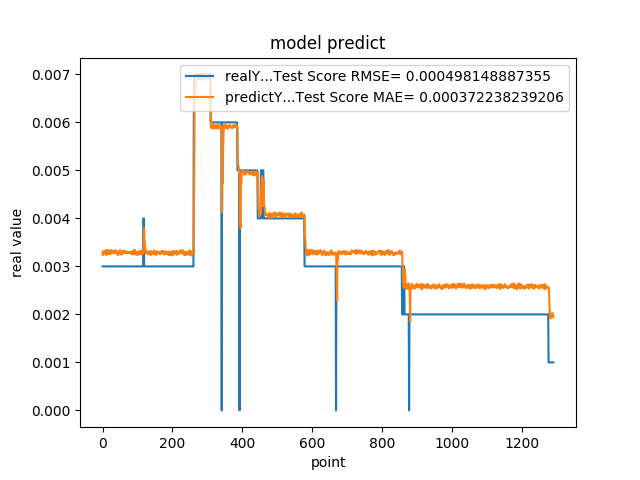 model predict
realY...Test Score RMSE= 0.000498148887355
predictY...Test Score MAE= 0.000372238239206
0.007
0.006
0.005
0.004
0.003
0.002
0.001
0.000
real value
0 200 400 600 800 1000 1200
point